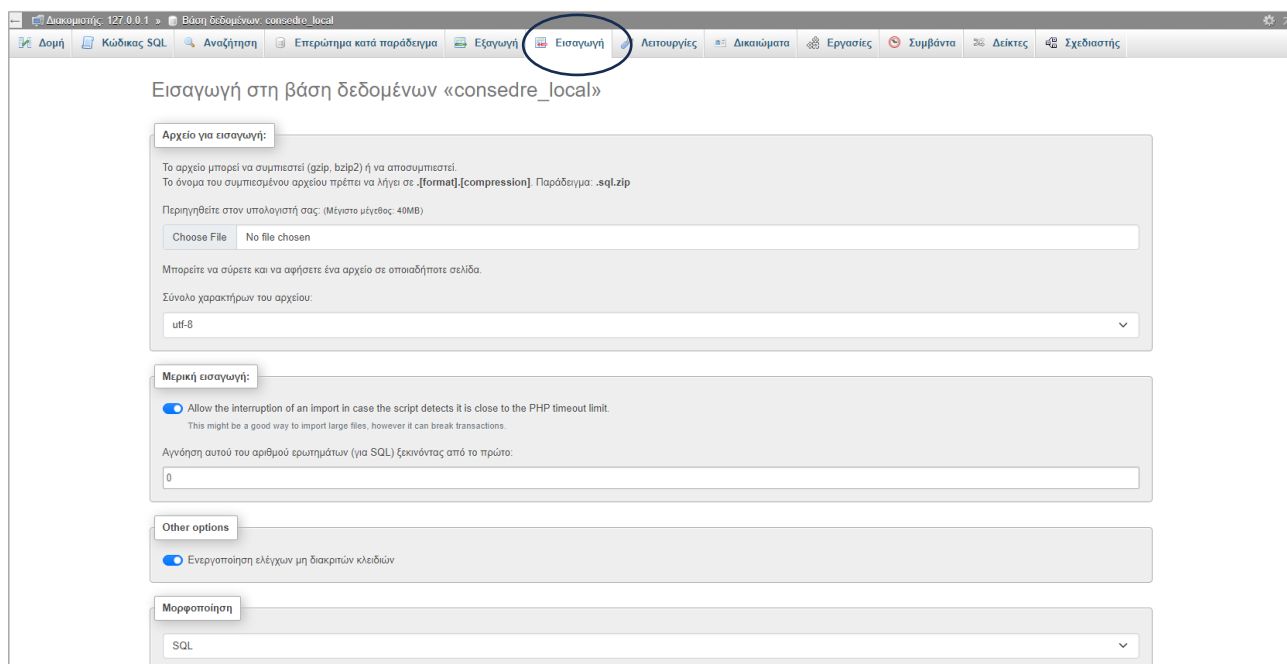 Διακομιστής: 127.0.0.1 » Βάση δεδομένων: consedre_local
Δομή Κώδικας SQL Αναζήτηση Επερώτημα κατά παράδειγμα Εξαγωγή Εισαγωγή Λειτουργίες Δικαιώματα Εργασίες Συμβάντα Δείκτες Σχεδιαστής
Εισαγωγή στη βάση δεδομένων «consedre_local»
Αρχείο για εισαγωγή:
Το αρχείο μπορεί να συμπιεστεί (gzip, bzip2) ή να αποσυμπιεστεί.
Το όνομα του συμπιεσμένου αρχείου πρέπει να λήγει σε .[format].[compression]. Παράδειγμα: .sql.zip
Περιηγηθείτε στον υπολογιστή σας: (Μέγιστο μέγεθος: 40MB)
Choose File No file chosen
Μπορείτε να σύρετε και να αφήσετε ένα αρχείο σε οποιαδήποτε σελίδα.
Σύνολο χαρακτήρων του αρχείου:
utf-8
Μερική εισαγωγή:
Allow the interruption of an import in case the script detects it is close to the PHP timeout limit.
This might be a good way to import large files, however it can break transactions.
Αγνόηση αυτού του αριθμού ερωτημάτων (για SQL) ξεκινόντας από το πρώτο:
0
Other options
Ενεργοποίηση ελέγχων μη διακριτών κλειδιών
Μορφοποίηση
SQL